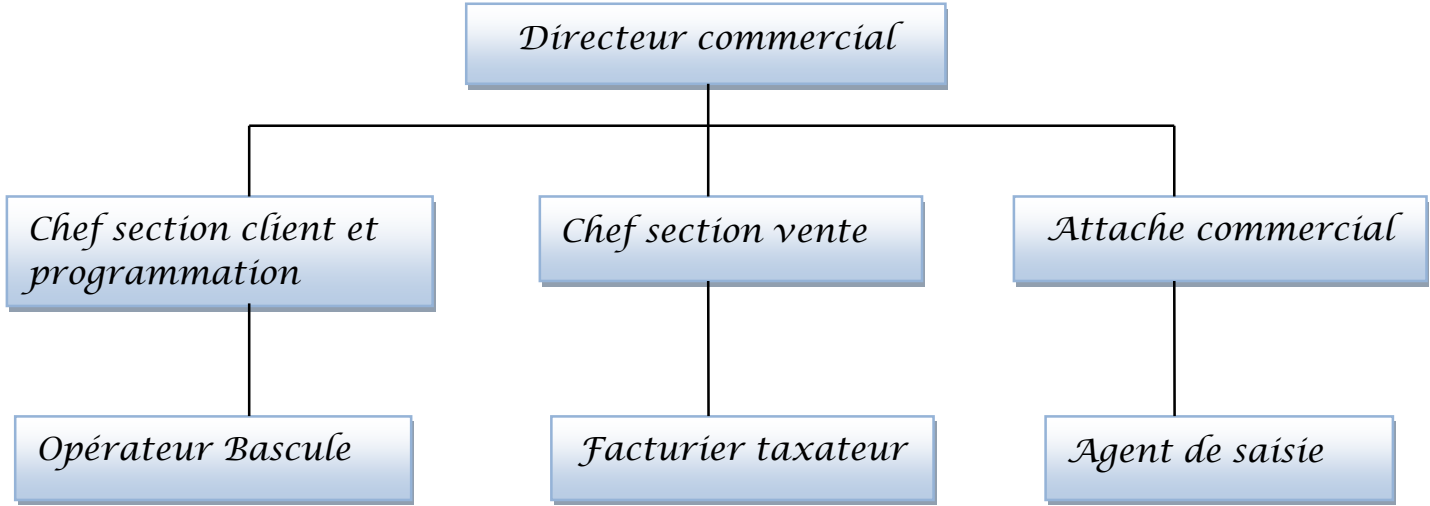 Directeur commercial
Chef section client et
programmation
Chef section vente
Attache commercial
Opérateur Bascule
Facturier taxateur
Agent de saisie